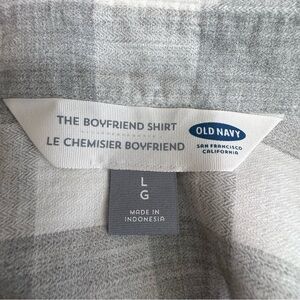 THE BOYFRIEND SHIRT
LE CHEMISIER BOYFRIEND
OLD NAVY
SAN FRANCISCO
CALIFORNIA
L
G
MADE IN
INDONESIA